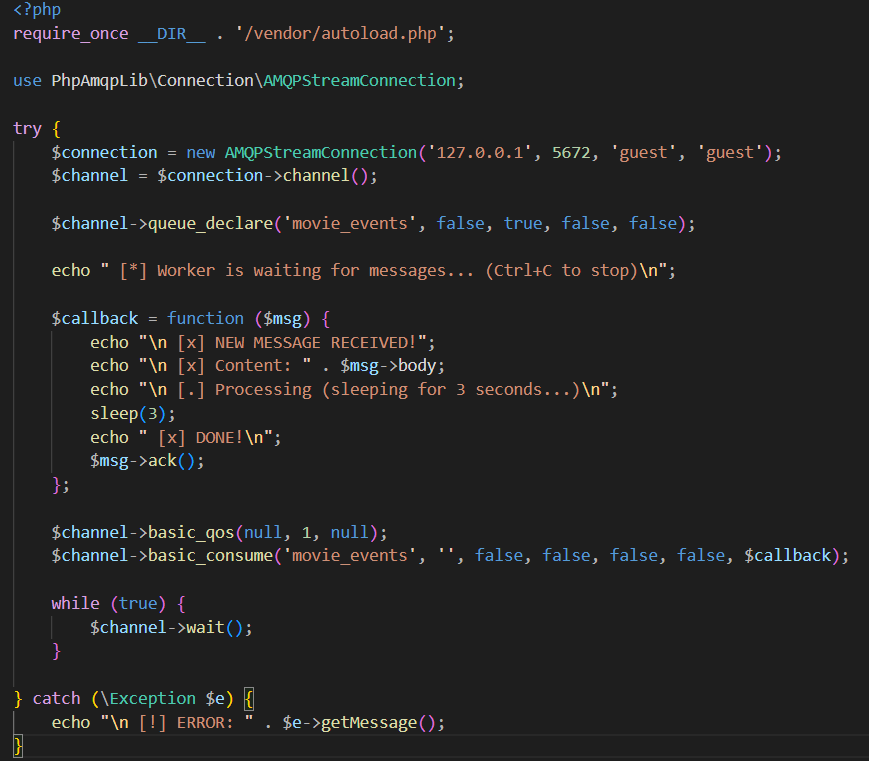 <?php
require_once __DIR__ . '/vendor/autoload.php';
use PhpAmqpLib\Connection\AMQPStreamConnection;
try {
$connection = new AMQPStreamConnection('127.0.0.1', 5672, 'guest', 'guest');
$channel = $connection->channel();
$channel->queue_declare('movie_events', false, true, false, false);
echo " [*] Worker is waiting for messages... (Ctrl+C to stop)\n";
$callback = function ($msg) {
echo "\n [x] NEW MESSAGE RECEIVED!";
echo "\n [x] Content: " . $msg->body;
echo "\n [.] Processing (sleeping for 3 seconds...)\n";
sleep(3);
echo " [x] DONE!\n";
$msg->ack();
};
$channel->basic_qos(null, 1, null);
$channel->basic_consume('movie_events', '', false, false, false, false, $callback);
while (true) {
$channel->wait();
}
} catch (\Exception $e) {
echo "\n [!] ERROR: " . $e->getMessage();
}